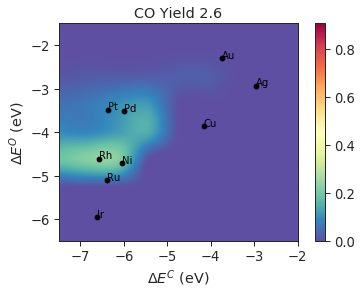 CO Yield 2.6
Au
Ag
Pt
Pd
Cu
Rh
Ni
Ru
Ir
−2
−3
−4
−5
−6
ΔE^O (eV)
−7 −6 −5 −4 −3 −2
ΔE^C (eV)
0.8
0.6
0.4
0.2
0.0